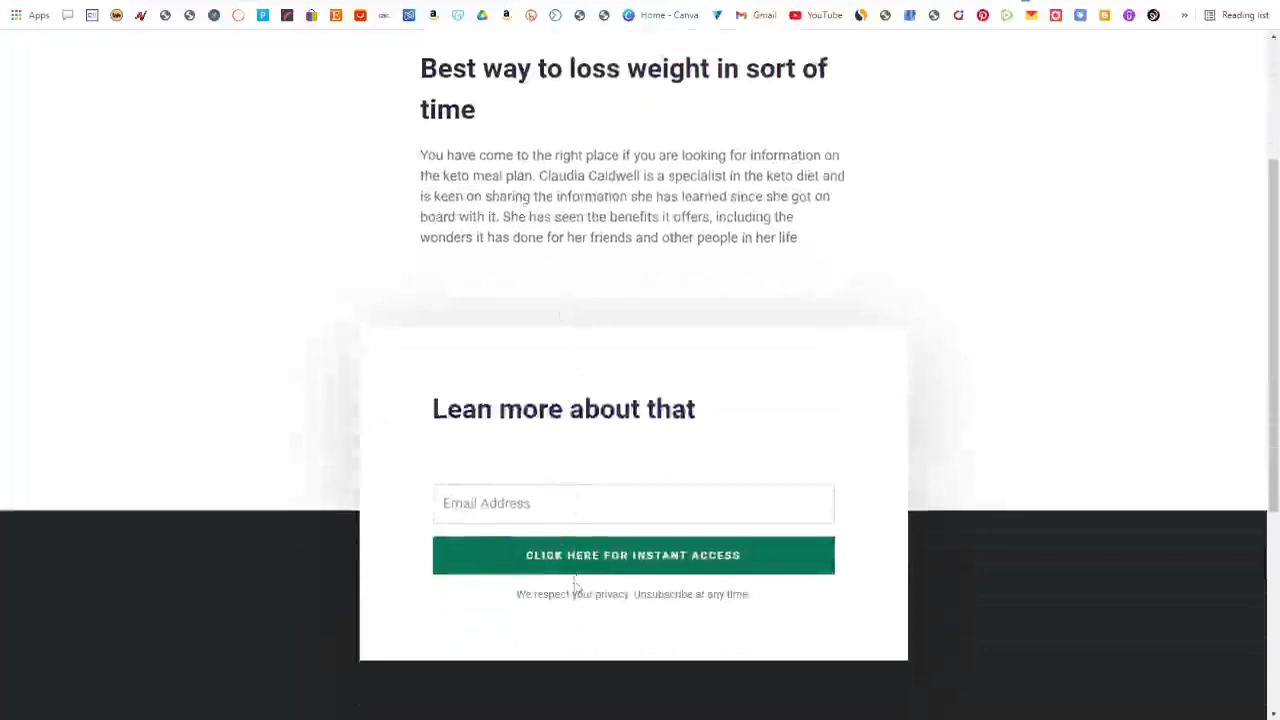 Apps
Home - Canva
Gmail
YouTube
»
Reading list
Best way to loss weight in sort of
time
You have come to the right place if you are looking for information on
the keto meal plan. Claudia Caldwell is a specialist in the keto diet and
is keen on sharing the information she has learned since she got on
board with it. She has seen the benefits it offers, including the
wonders it has done for her friends and other people in her life
Lean more about that
Email Address
CLICK HERE FOR INSTANT ACCESS
We respect your privacy. Unsubscribe at any time.